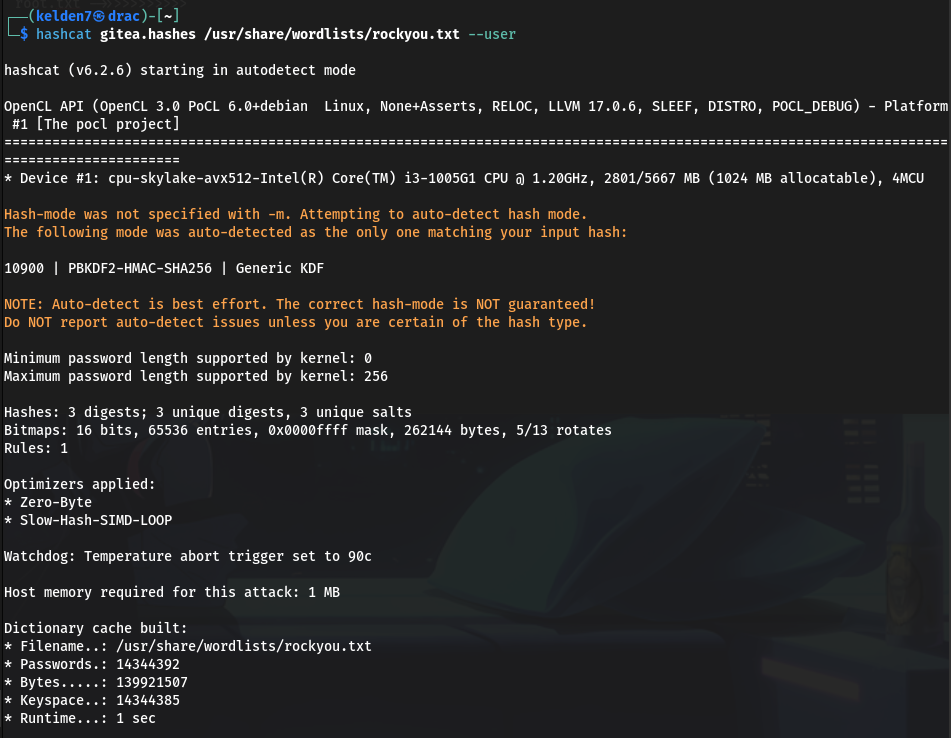 root.txt -->>>>>>>>>>
┌──(kelden7㉿drac)-[~]
└─$ hashcat gitea.hashes /usr/share/wordlists/rockyou.txt --user
hashcat (v6.2.6) starting in autodetect mode
OpenCL API (OpenCL 3.0 PoCL 6.0+debian  Linux, None+Asserts, RELOC, LLVM 17.0.6, SLEEF, DISTRO, POCL_DEBUG) - Platform
 #1 [The pocl project]
======================================================================================================================
======================
* Device #1: cpu-skylake-avx512-Intel(R) Core(TM) i3-1005G1 CPU @ 1.20GHz, 2801/5667 MB (1024 MB allocatable), 4MCU
Hash-mode was not specified with -m. Attempting to auto-detect hash mode.
The following mode was auto-detected as the only one matching your input hash:
10900 | PBKDF2-HMAC-SHA256 | Generic KDF
NOTE: Auto-detect is best effort. The correct hash-mode is NOT guaranteed!
Do NOT report auto-detect issues unless you are certain of the hash type.
Minimum password length supported by kernel: 0
Maximum password length supported by kernel: 256
Hashes: 3 digests; 3 unique digests, 3 unique salts
Bitmaps: 16 bits, 65536 entries, 0x0000ffff mask, 262144 bytes, 5/13 rotates
Rules: 1
Optimizers applied:
* Zero-Byte
* Slow-Hash-SIMD-LOOP
Watchdog: Temperature abort trigger set to 90c
Host memory required for this attack: 1 MB
Dictionary cache built:
* Filename..: /usr/share/wordlists/rockyou.txt
* Passwords.: 14344392
* Bytes.....: 139921507
* Keyspace..: 14344385
* Runtime...: 1 sec